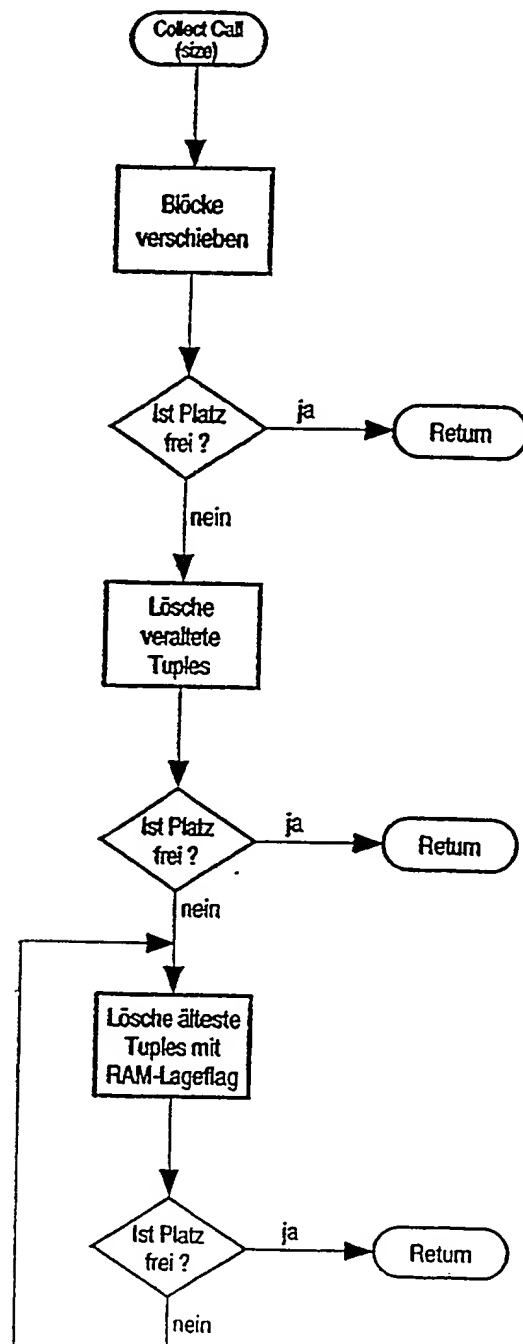 Collect Call
(size)
Blöcke
verschieben
Ist Platz
frei ?
ja
Return
nein
Lösche
veraltete
Tuples
Ist Platz
frei ?
ja
Return
nein
Lösche älteste
Tuples mit
RAM-Lageflag
Ist Platz
frei ?
ja
Return
nein